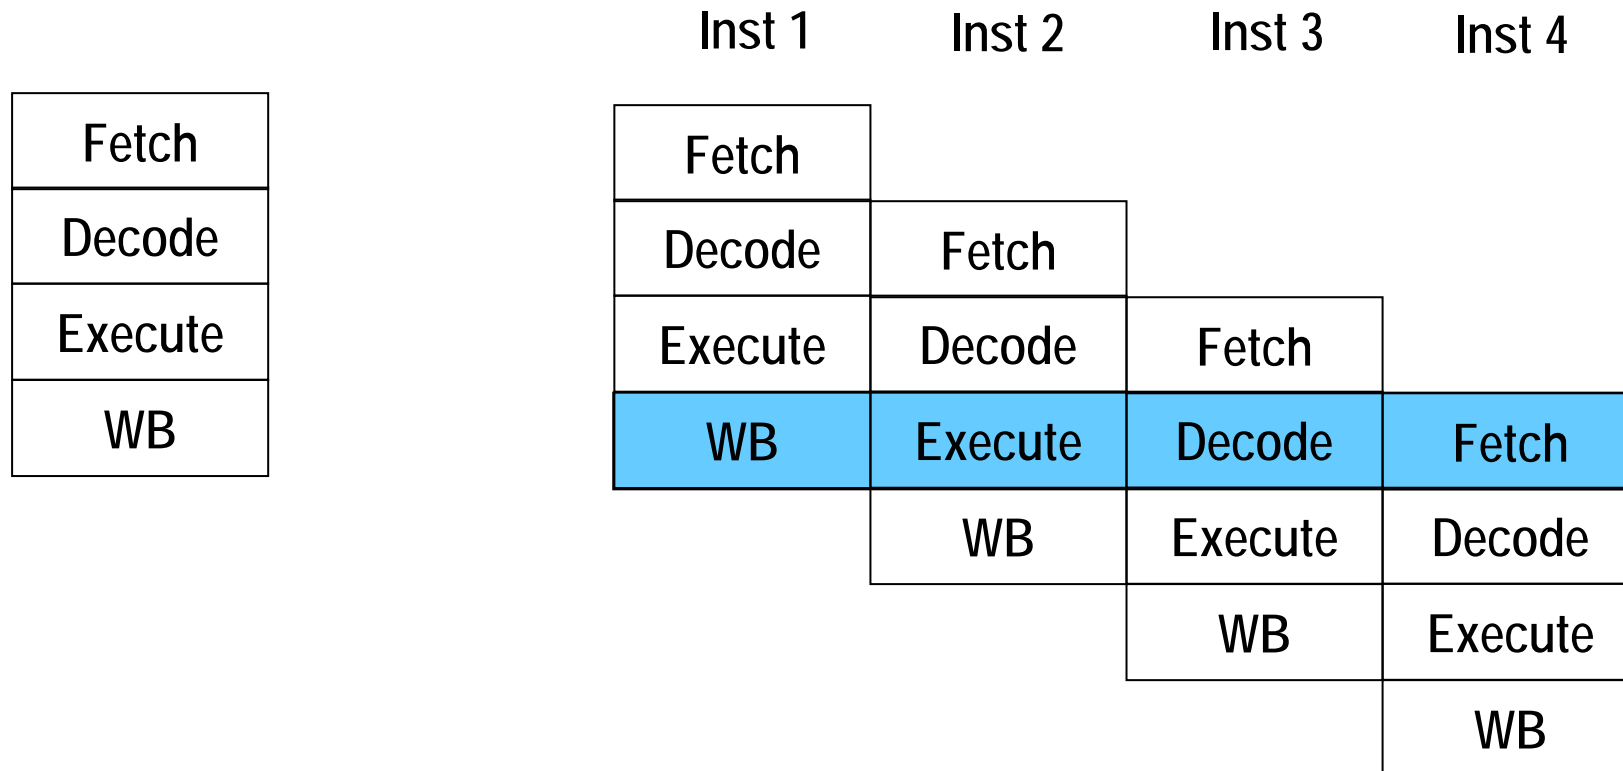 Inst 1 Inst 2 Inst 3 Inst 4
Fetch
Decode
Execute
WB
Fetch
Decode Fetch
Execute Decode Fetch
WB Execute Decode Fetch
WB Execute Decode
WB Execute
WB